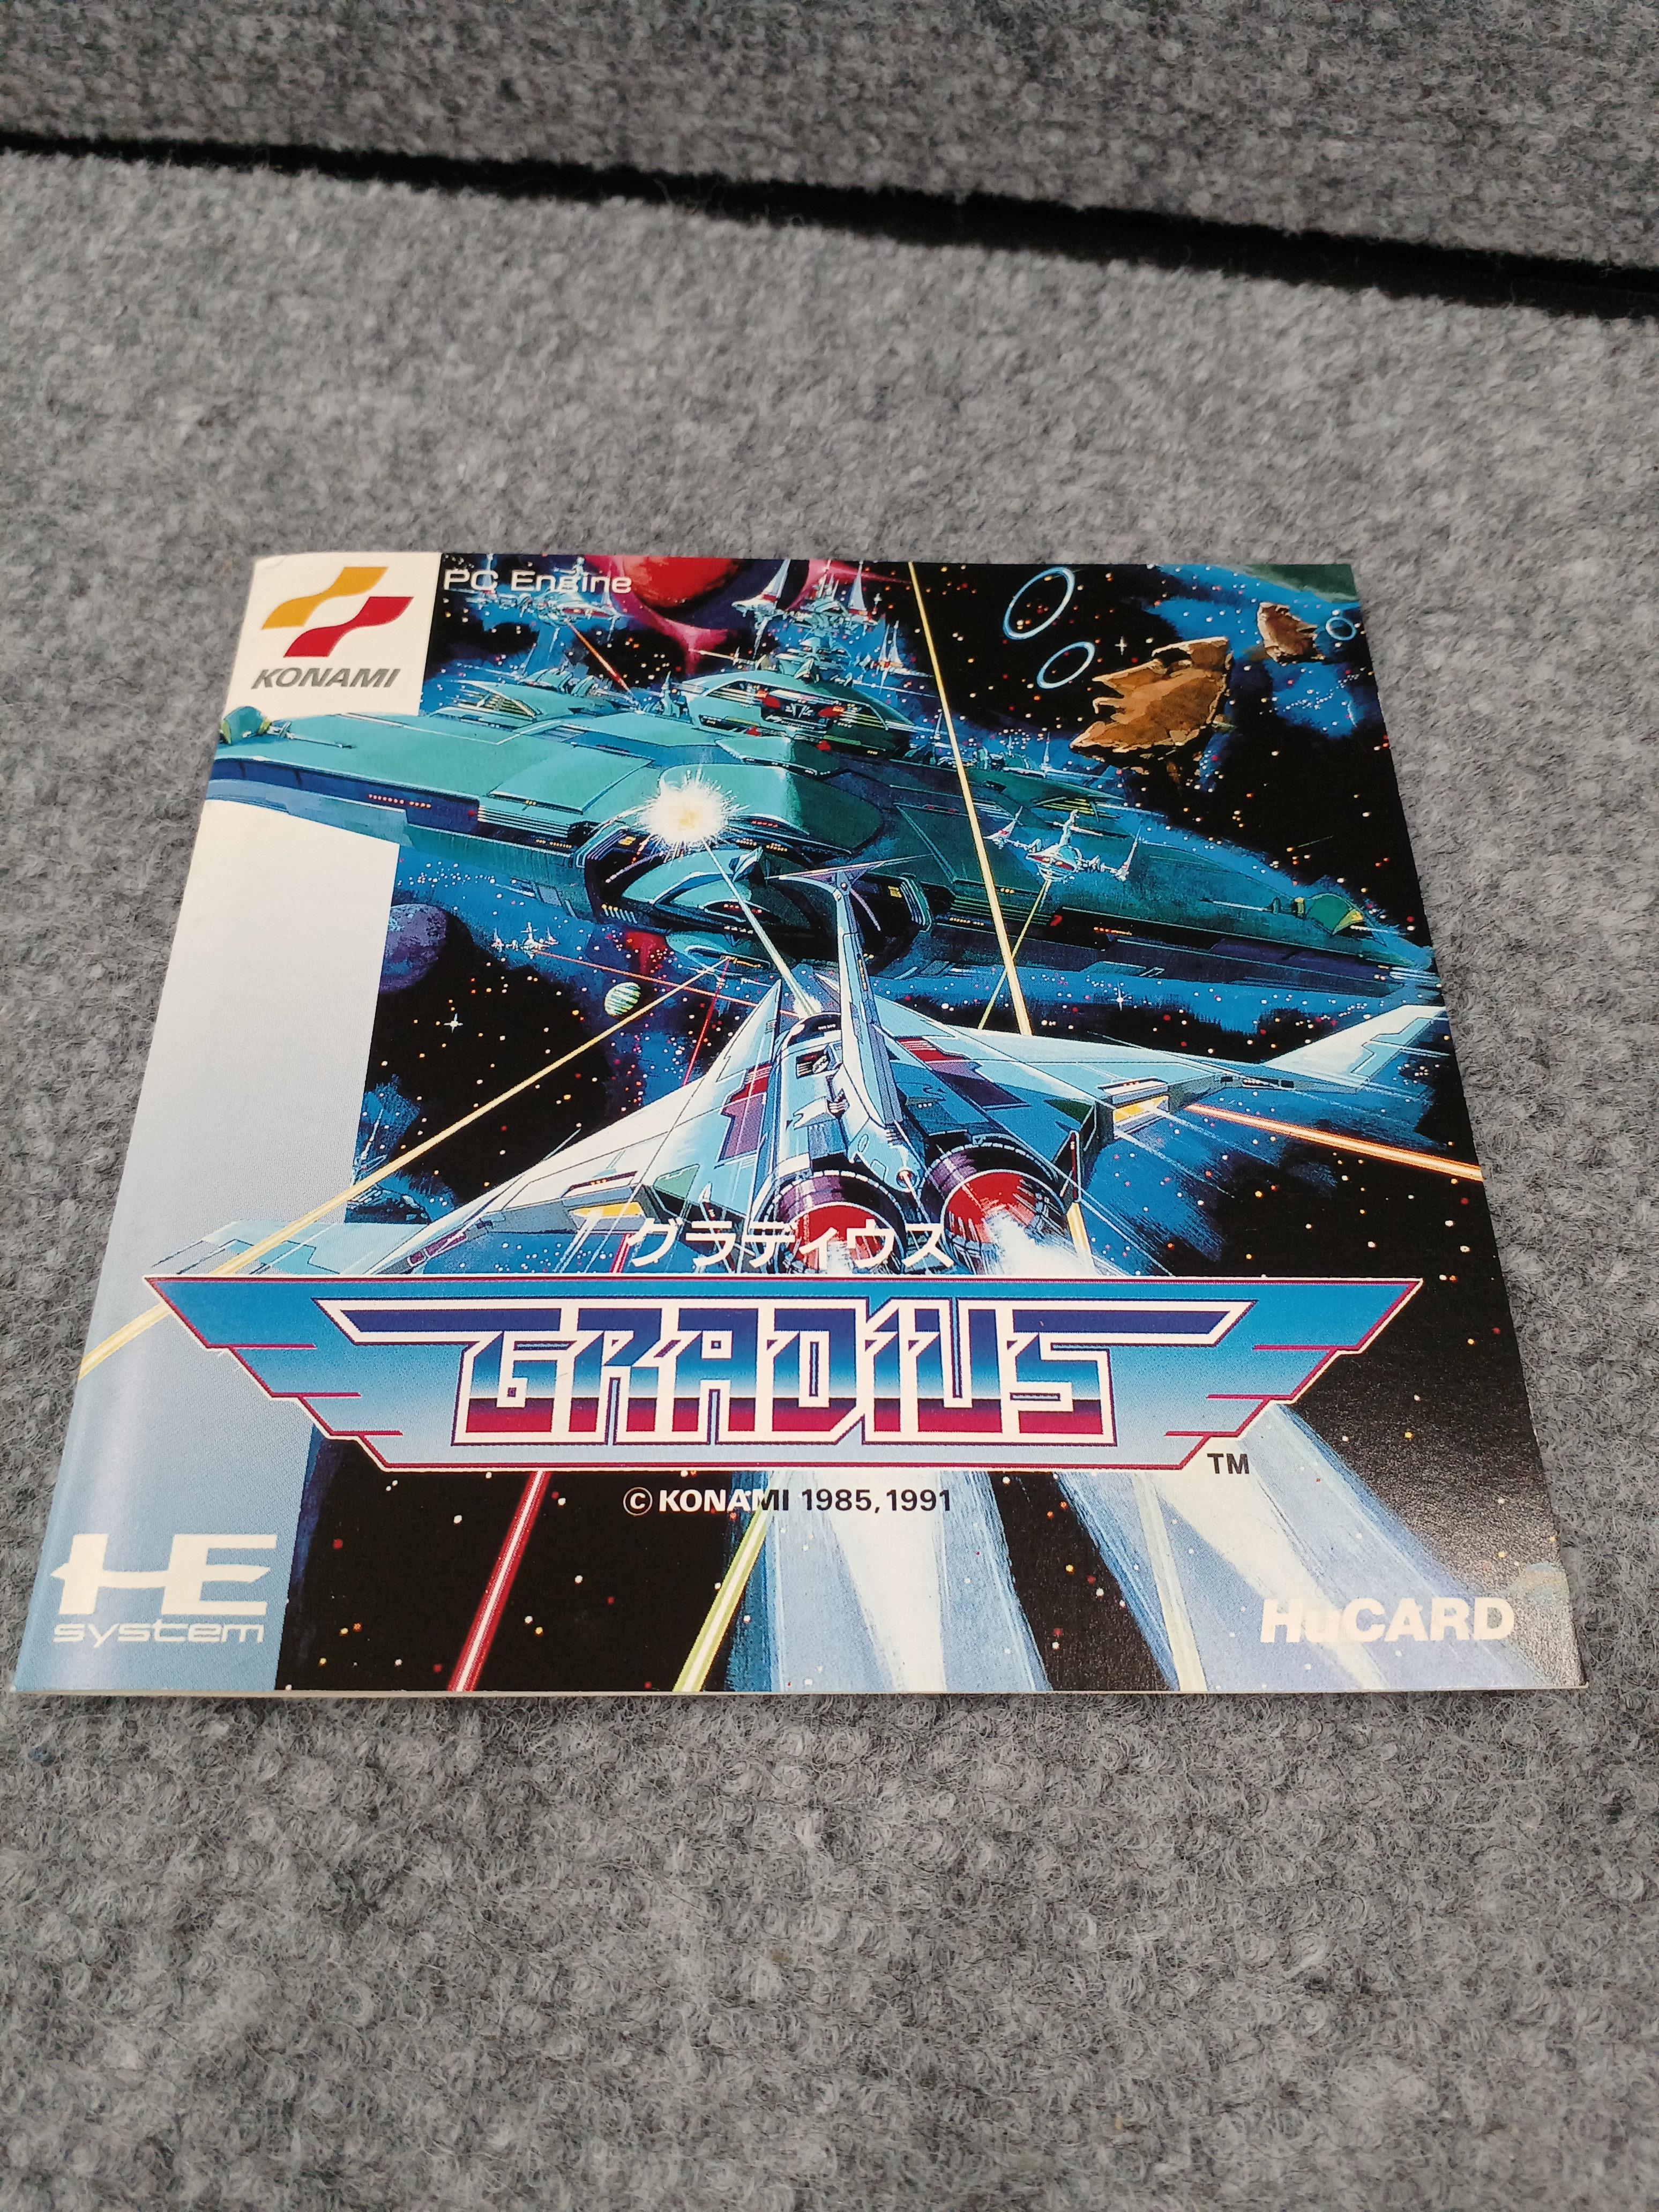 KONAMI
PC Engine
グラディウス
GRADIUS
TM
© KONAMI 1985, 1991
HE
system
HuCARD